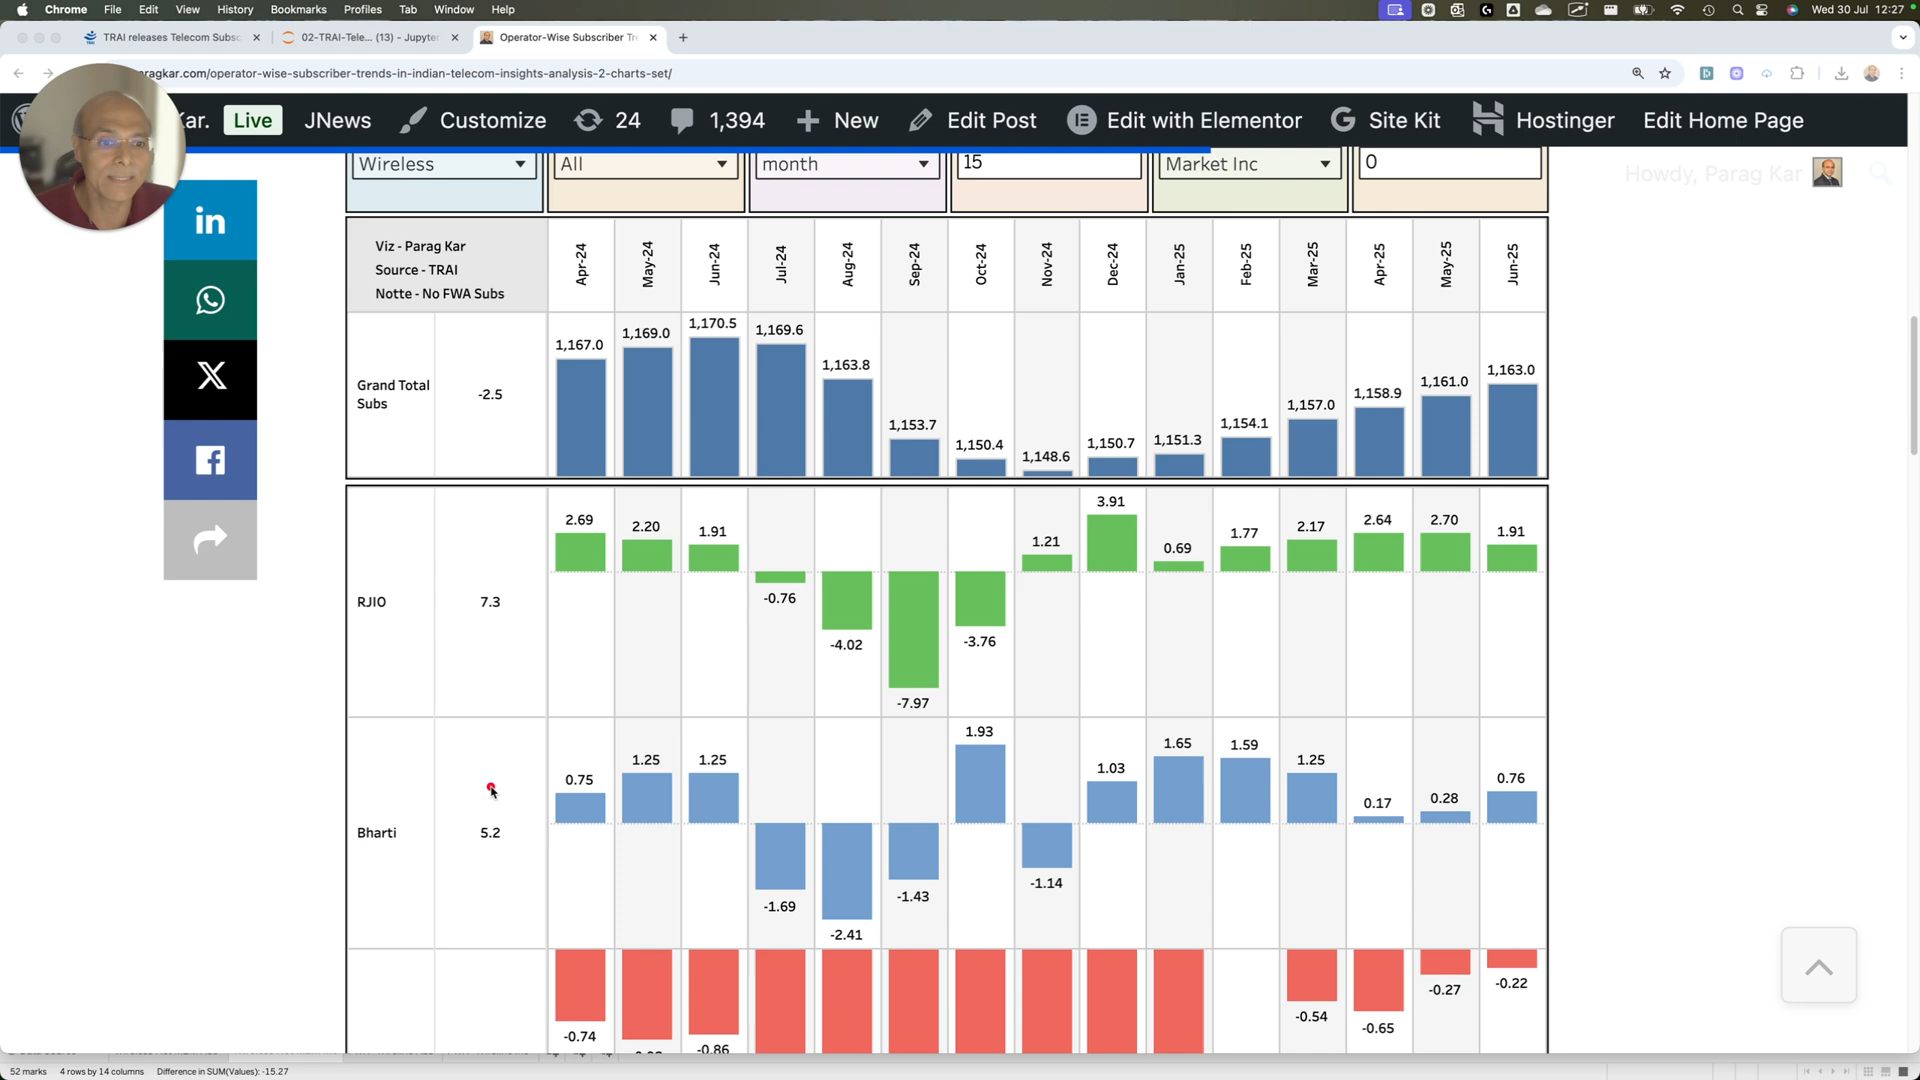 Chrome File Edit View History Bookmarks Profiles Tab Window Help Wed 30 Jul 12:27
TRAI releases Telecom Subsc 02-TRAI-Tele... (13) - Jupyter Operator-Wise Subscriber Tre
aragkar.com/operator-wise-subscriber-trends-in-indian-telecom-insights-analysis-2-charts-set/
Kar. Live JNews Customize 24 1,394 New Edit Post Edit with Elementor Site Kit Hostinger Edit Home Page
Wireless All month 15 Market Inc 0
Howdy, Parag Kar
Viz - Parag Kar
Source - TRAI
Notte - No FWA Subs
Apr-24 May-24 Jun-24 Jul-24 Aug-24 Sep-24 Oct-24 Nov-24 Dec-24 Jan-25 Feb-25 Mar-25 Apr-25 May-25 Jun-25
Grand Total
Subs
-2.5
1,167.0 1,169.0 1,170.5 1,169.6 1,163.8 1,153.7 1,150.4 1,148.6 1,150.7 1,151.3 1,154.1 1,157.0 1,158.9 1,161.0 1,163.0
RJIO 7.3
2.69 2.20 1.91 -0.76 -4.02 -7.97 -3.76 1.21 3.91 0.69 1.77 2.17 2.64 2.70 1.91
Bharti 5.2
0.75 1.25 1.25 -1.69 -2.41 -1.43 1.93 -1.14 1.03 1.65 1.59 1.25 0.17 0.28 0.76
-0.74 -0.86 -0.54 -0.65 -0.27 -0.22
52 marks 4 rows by 14 columns Difference in SUM(Values): -15.27